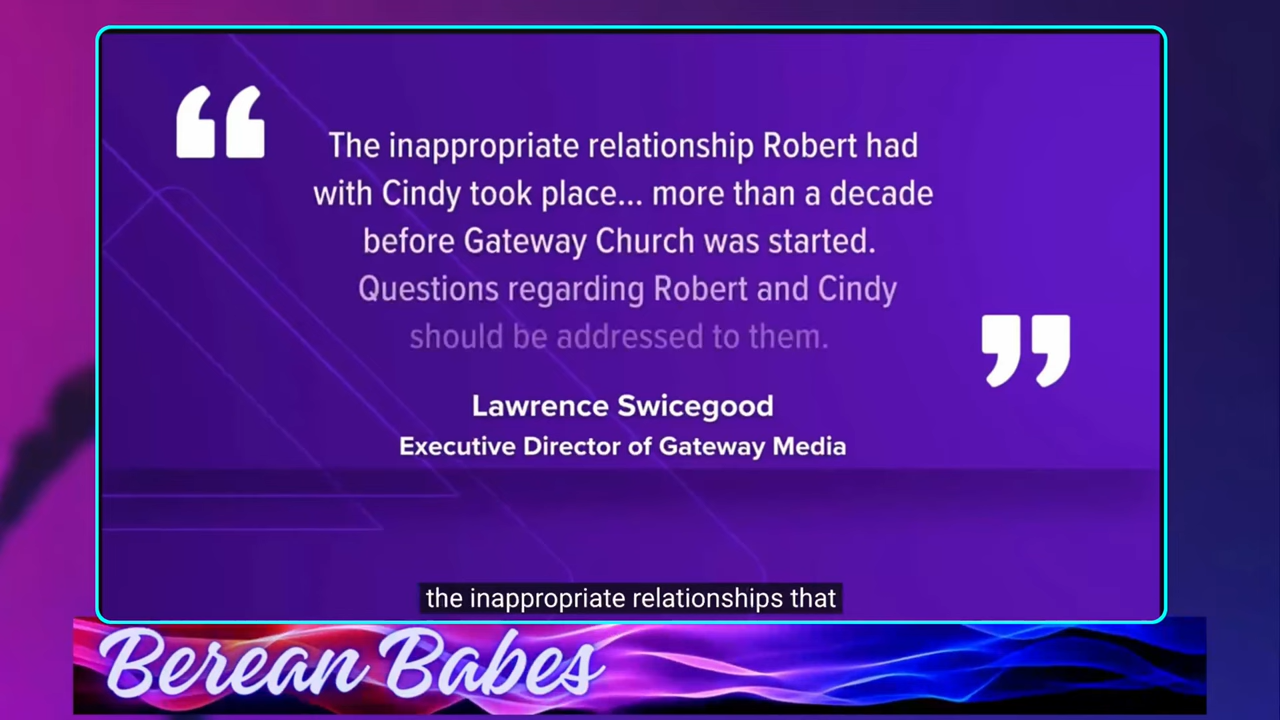 “
The inappropriate relationship Robert had
with Cindy took place... more than a decade
before Gateway Church was started.
Questions regarding Robert and Cindy
should be addressed to them.
”
Lawrence Swicegood
Executive Director of Gateway Media
the inappropriate relationships that
Berean Babes